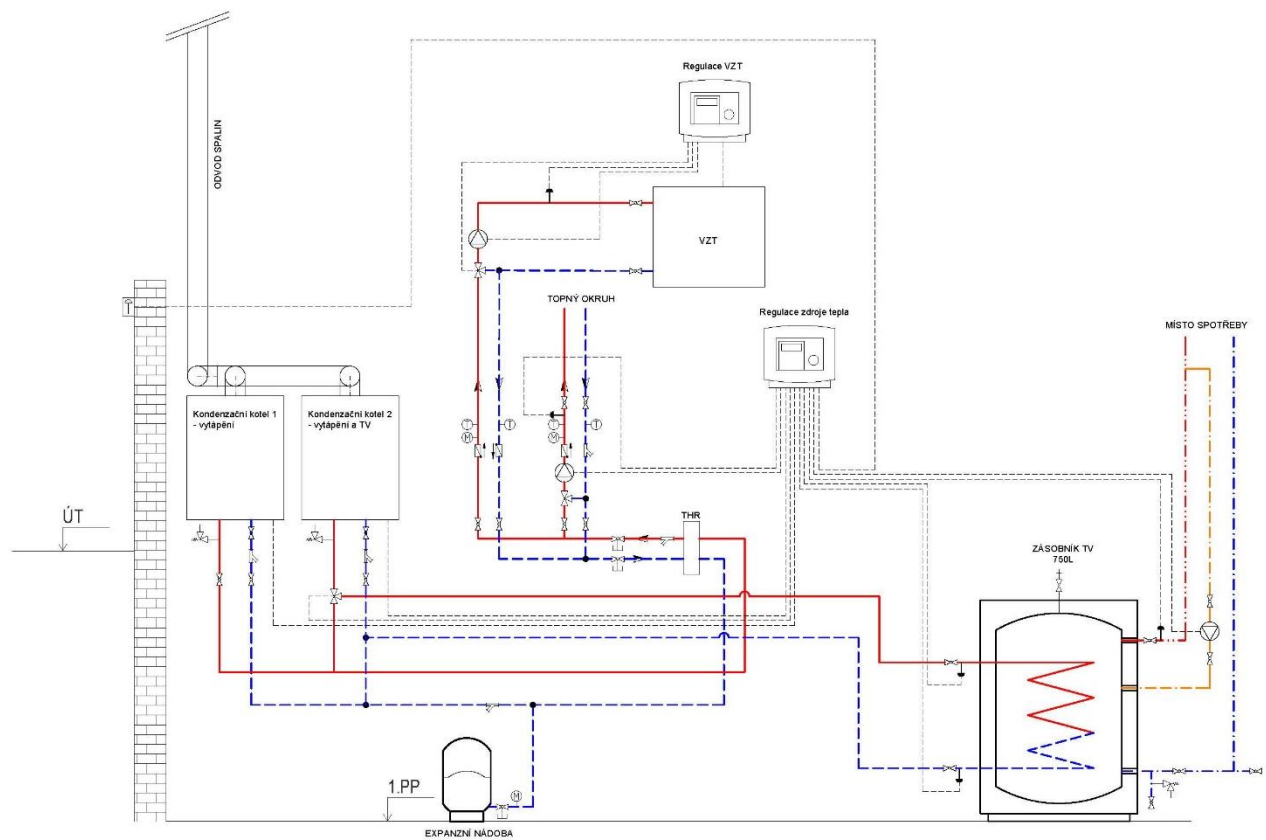 ODVOD SPALIN
Regulace VZT
VZT
TOPNÝ OKRUH
Regulace zdroje tepla
MÍSTO SPOTŘEBY
Kondenzační kotel 1
- vytápění
Kondenzační kotel 2
- vytápění a TV
T
T
T
T
M
M
THR
ÚT
ZÁSOBNÍK TV
750L
1.PP
M
EXPANZNÍ NÁDOBA